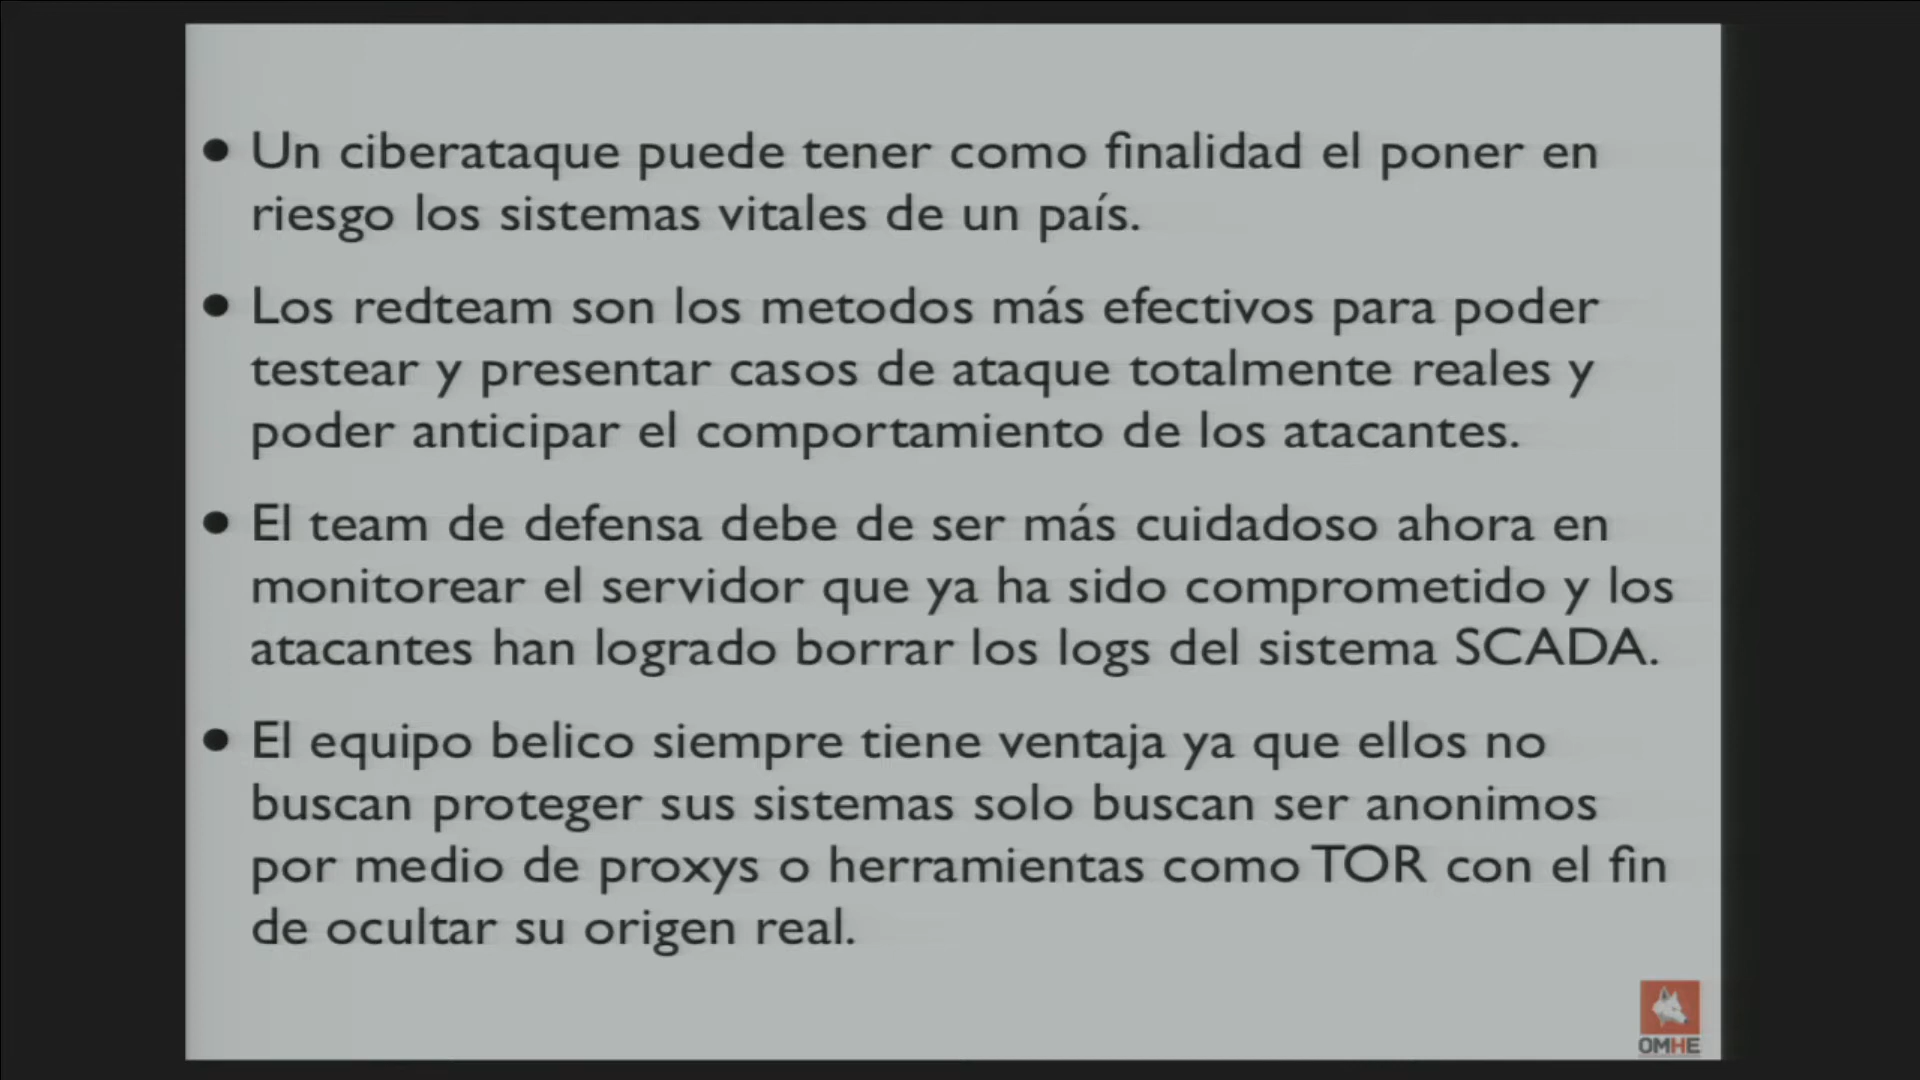 • Un ciberataque puede tener como finalidad el poner en
riesgo los sistemas vitales de un país.
• Los redteam son los metodos más efectivos para poder
testear y presentar casos de ataque totalmente reales y
poder anticipar el comportamiento de los atacantes.
• El team de defensa debe de ser más cuidadoso ahora en
monitorear el servidor que ya ha sido comprometido y los
atacantes han logrado borrar los logs del sistema SCADA.
• El equipo belico siempre tiene ventaja ya que ellos no
buscan proteger sus sistemas solo buscan ser anonimos
por medio de proxys o herramientas como TOR con el fin
de ocultar su origen real.
OMHE